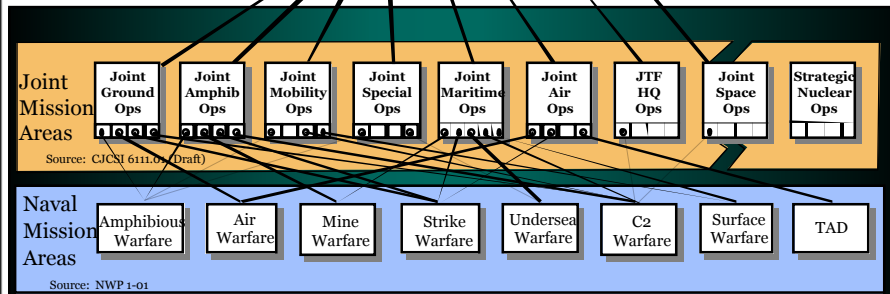 Joint
Mission
Areas
Joint
Ground
Ops
Joint
Amphib
Ops
Joint
Mobility
Ops
Joint
Special
Ops
Joint
Maritime
Ops
Joint
Air
Ops
JTF
HQ
Ops
Joint
Space
Ops
Strategic
Nuclear
Ops
Source: CJCSI 6111.01 (Draft)
Naval
Mission
Areas
Amphibious
Warfare
Air
Warfare
Mine
Warfare
Strike
Warfare
Undersea
Warfare
C2
Warfare
Surface
Warfare
TAD
Source: NWP 1-01